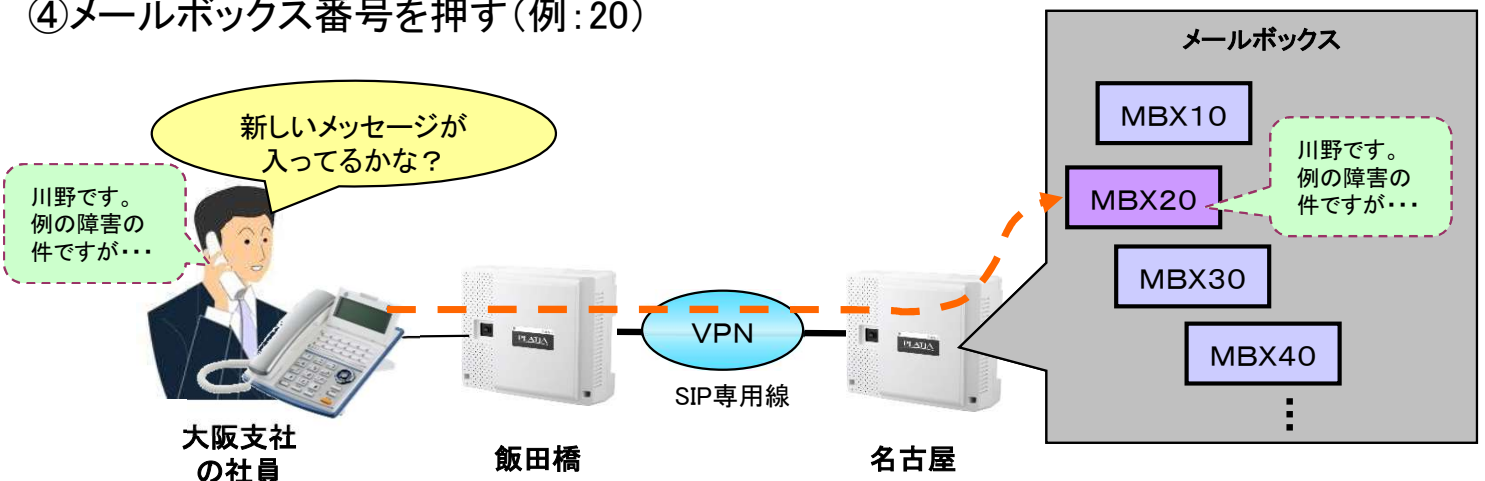 ④メールボックス番号を押す(例:20)
メールボックス
新しいメッセージが
入ってるかな?
川野です。
例の障害の
件ですが・・・
MBX10
MBX20
川野です。
例の障害の
件ですが・・・
MBX30
MBX40
⋮
PLATIA
VPN
PLATIA
SIP専用線
大阪支社
の社員
飯田橋
名古屋